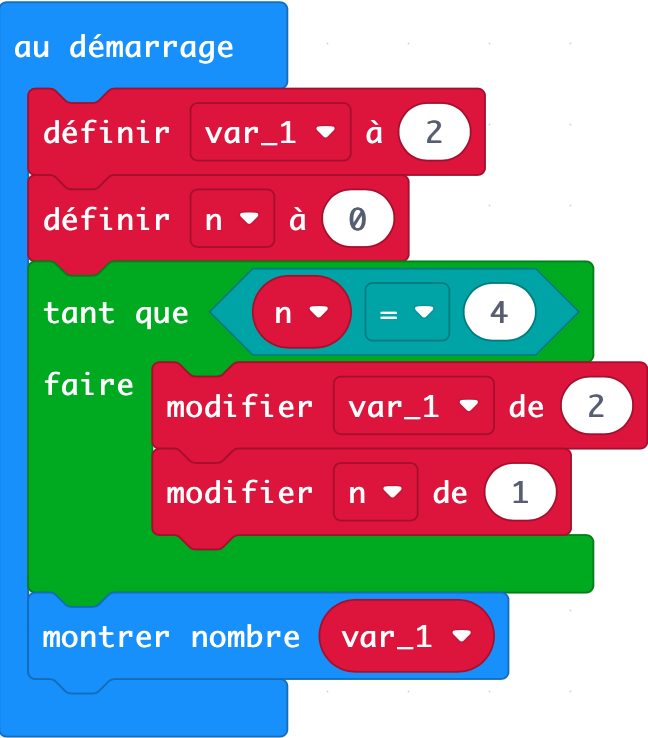 au démarrage
définir var_1 à 2
définir n à 0
tant que n = 4
faire
modifier var_1 de 2
modifier n de 1
montrer nombre var_1